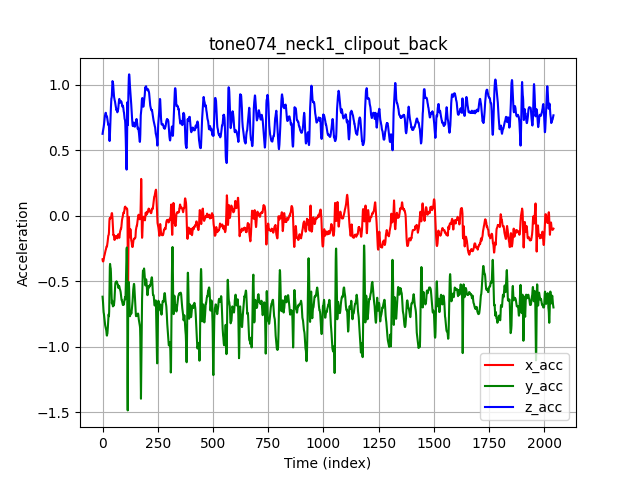 tone074_neck1_clipout_back
1.0
0.5
0.0
−0.5
−1.0
−1.5
Acceleration
0 250 500 750 1000 1250 1500 1750 2000
Time (index)
x_acc
y_acc
z_acc